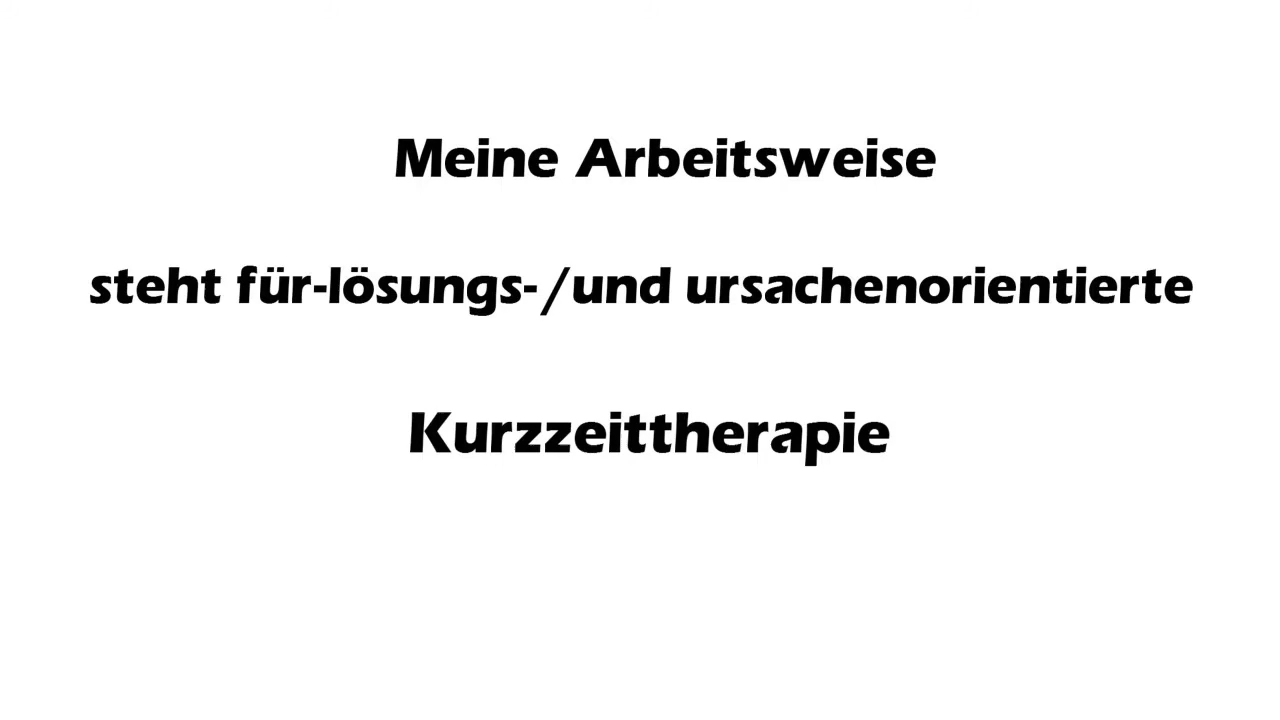 Meine Arbeitsweise
steht für-lösungs-/und ursachenorientierte
Kurzzeittherapie